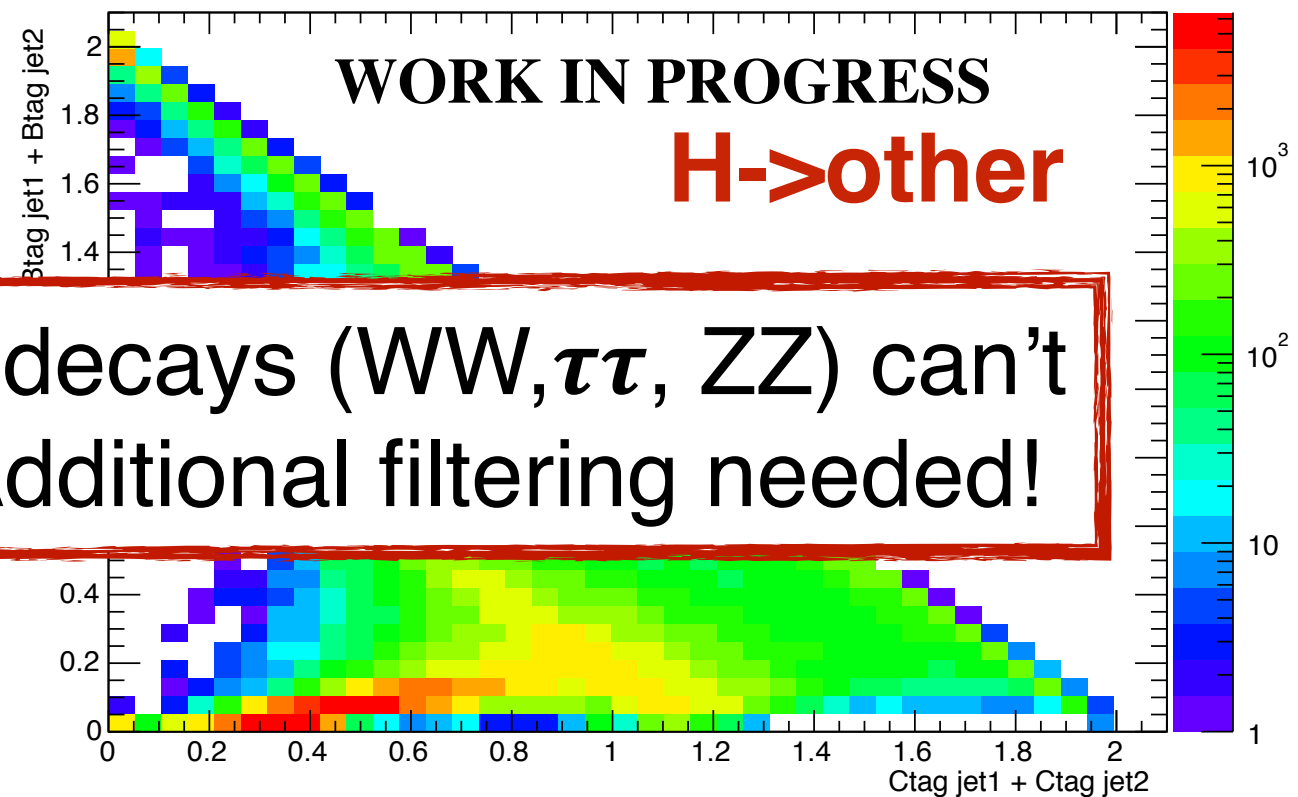 WORK IN PROGRESS
H->other
decays (WW,ττ, ZZ) can't
dditional filtering needed!
Btag jet1 + Btag jet2
2
1.8
1.6
1.4
0.4
0.2
0
0 0.2 0.4 0.6 0.8 1 1.2 1.4 1.6 1.8 2
Ctag jet1 + Ctag jet2
10³
10²
10
1